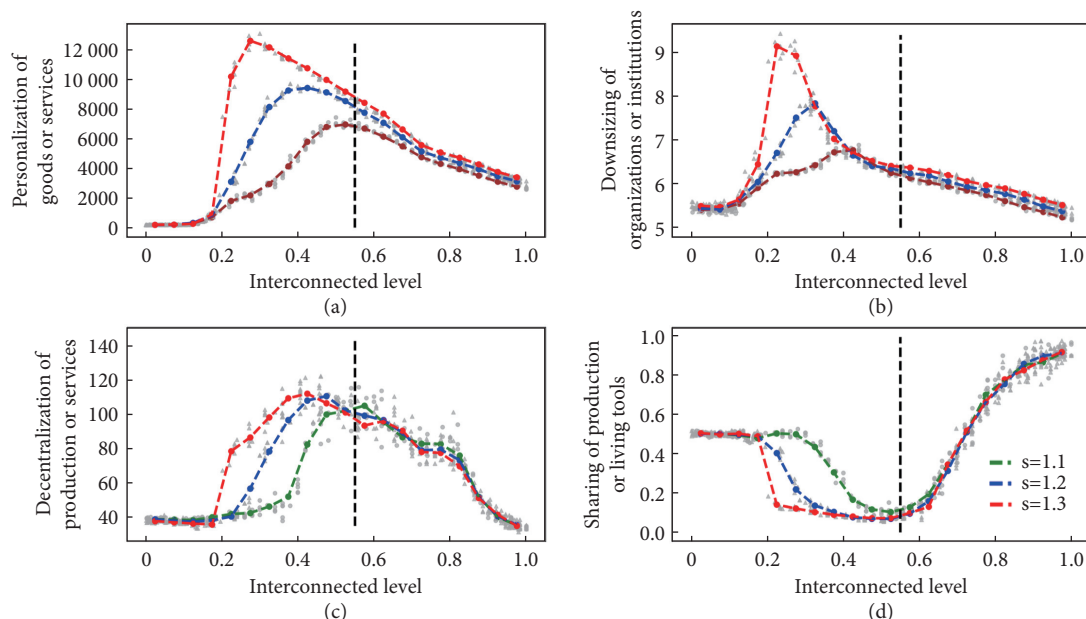 Personalization of
goods or services
12 000
10 000
8000
6000
4000
2000
0
0 0.2 0.4 0.6 0.8 1.0
Interconnected level
(a)
Downsizing of
organizations or institutions
9
8
7
6
5
0 0.2 0.4 0.6 0.8 1.0
Interconnected level
(b)
Decentralization of
production or services
140
120
100
80
60
40
0 0.2 0.4 0.6 0.8 1.0
Interconnected level
(c)
Sharing of production
or living tools
1.0
0.8
0.6
0.4
0.2
0.0
s=1.1
s=1.2
s=1.3
0 0.2 0.4 0.6 0.8 1.0
Interconnected level
(d)